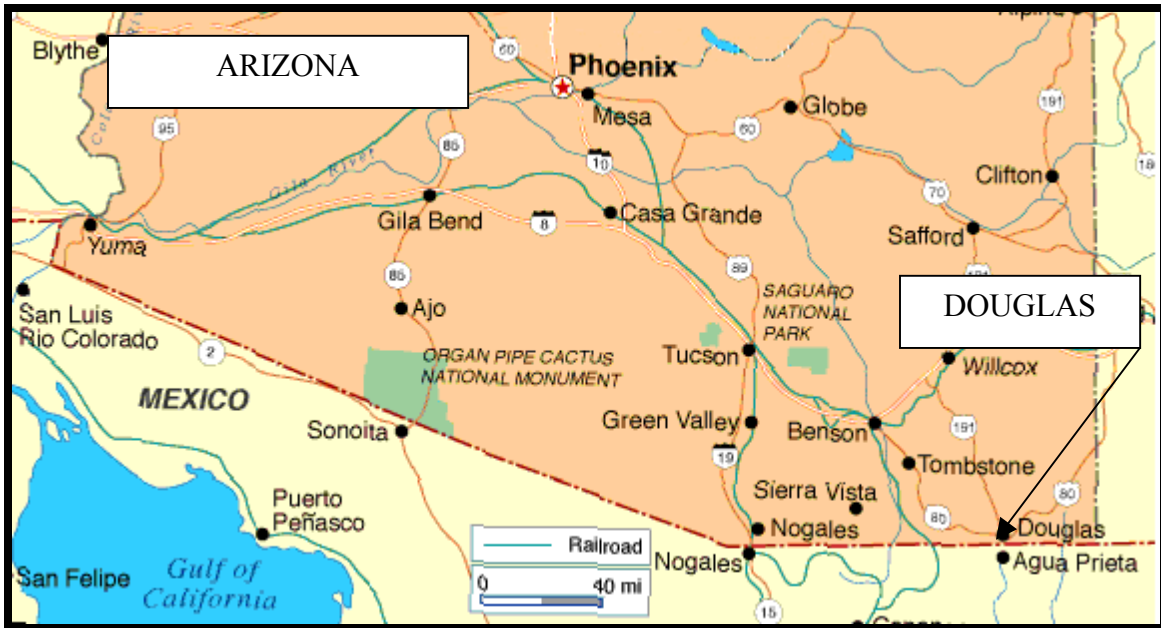 Alpine
Blythe
ARIZONA
60
Phoenix
Mesa
Globe
95
85
Gila River
10
60
191
Clifton
70
Gila Bend
8
Casa Grande
Safford
Yuma
191
85
89
SAGUARO
NATIONAL
PARK
DOUGLAS
San Luis
Rio Colorado
Ajo
2
ORGAN PIPE CACTUS
NATIONAL MONUMENT
Tucson
Willcox
MEXICO
Sonoita
Green Valley
Benson
191
19
Tombstone
Sierra Vista
80
80
Puerto
Peñasco
Nogales
Douglas
Railroad
Nogales
Agua Prieta
San Felipe
Gulf of
California
0 40 mi
15